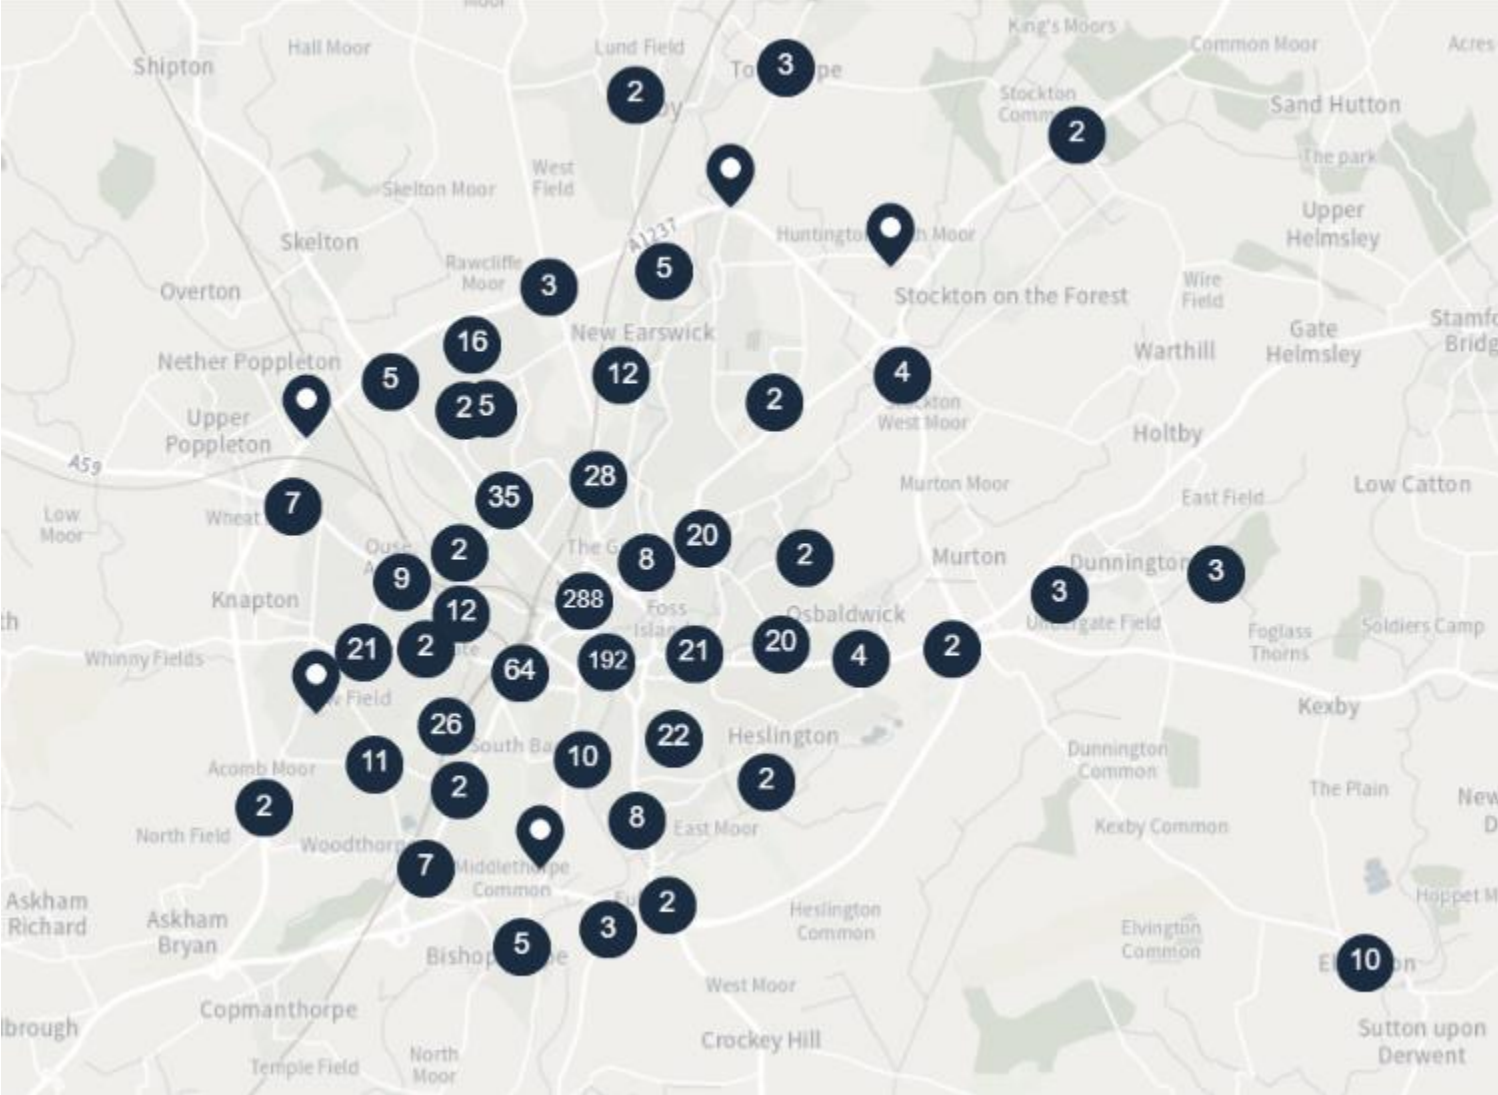 Moor
King's Moors
Hall Moor
Lund Field
Common Moor
Acres
Shipton
3
2
Stockton
Sand Hutton
2
West
Field
The park
Skelton Moor
Upper
Helmsley
Skelton
A1237
Rawcliffe
Moor
5
3
Overton
Wire
Field
Stockton on the Forest
16
New Earswick
Gate
Helmsley
Nether Poppleton
Warthill
5
12
4
2 5
2
West Moor
Upper
Poppleton
Holtby
A59
28
35
7
Murton Moor
East Field
Low Catton
Low
Moor
20
2
8
2
Murton
Dunnington
3
9
3
Knapton
288
12
Foss
Osbaldwick
Soldiers Camp
Foglass
Thorns
21
2
64
192
21
20
4
2
Whinny Fields
Field
Kexby
26
22
Heslington
South
10
Dunnington
Common
11
Acomb Moor
2
2
2
The Plain
North Field
8
East Moor
Kexby Common
7
Common
Askham
Richard
Askham
Bryan
2
3
Heslington
Common
Elvington
Common
5
10
West Moor
Copmanthorpe
Crockey Hill
Sutton upon
Derwent
Temple Field
North
Moor